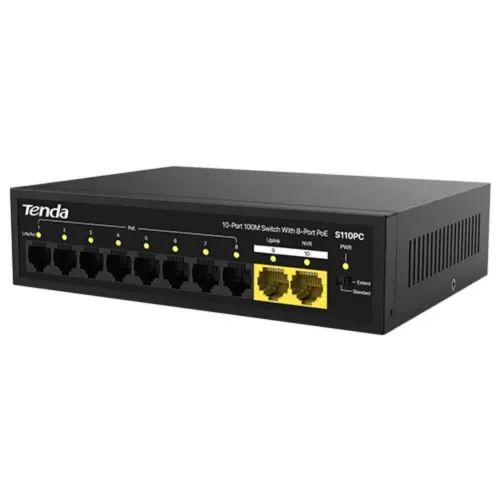 Tenda
10-Port 100M Switch With 8-Port PoE S110PC
PoE
Link/Act
1 2 3 4 5 6 7 8
Uplink NVR PWR
9 10
Extend
Standard